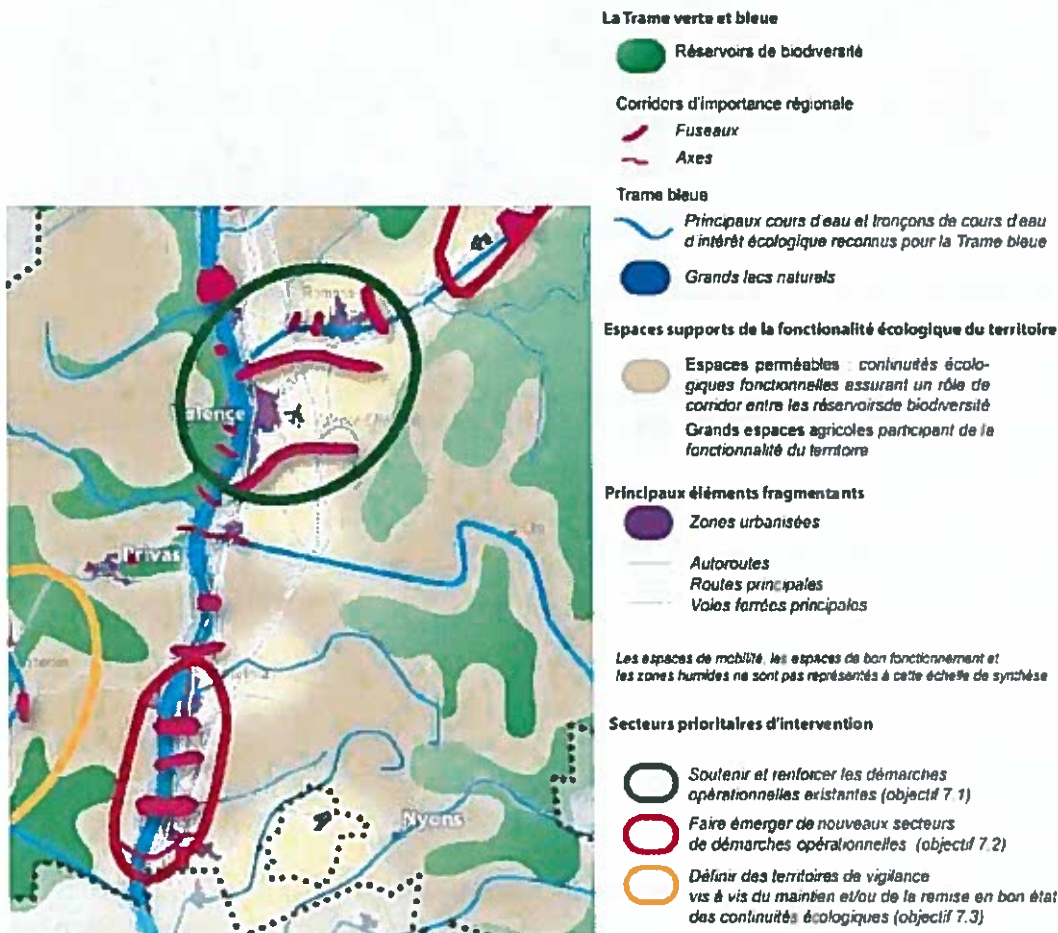 La Trame verte et bleue
Réservoirs de biodiversité
Corridors d'importance régionale
Fuseaux
Axes
Trame bleue
Principaux cours d'eau et tronçons de cours d'eau
d'intérêt écologique reconnus pour la Trame bleue
Grands lacs naturels
Espaces supports de la fonctionalité écologique du territoire
Espaces perméables : continuités écolo-
giques fonctionnelles assurant un rôle de
corridor entre les réservoirsde biodiversité
Grands espaces agricoles participant de la
fonctionnalité du territoire
Principaux éléments fragmentants
Zones urbanisées
Autoroutes
Routes principales
Voies ferrées principales
Les espaces de mobilité, les espaces de bon fonctionnement et
les zones humides ne sont pas représentés à cette échelle de synthèse
Secteurs prioritaires d'intervention
Soutenir et renforcer les démarches
opérationnelles existantes (objectif 7.1)
Faire émerger de nouveaux secteurs
de démarches opérationnelles (objectif 7.2)
Définir des territoires de vigilance
vis à vis du maintien et/ou de la remise en bon état
des continuités écologiques (objectif 7.3)
Romans
alence
Privas
Nyons